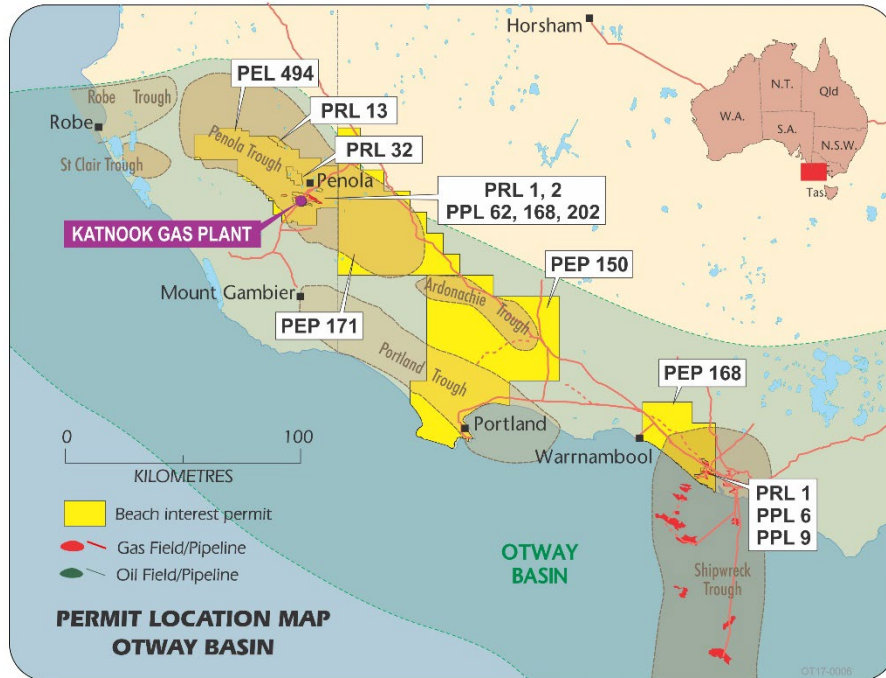 Horsham
PEL 494
Robe Trough
PRL 13
Robe
Penola Trough
PRL 32
St Clair Trough
Penola
PRL 1, 2
PPL 62, 168, 202
KATNOOK GAS PLANT
N.T.
Qld
W.A.
S.A.
N.S.W.
V.
Tas.
PEP 150
Mount Gambier
Ardonachie Trough
PEP 171
Portland Trough
PEP 168
Portland
Warrnambool
0 100
KILOMETRES
PRL 1
PPL 6
PPL 9
Beach interest permit
Gas Field/Pipeline
Oil Field/Pipeline
OTWAY
BASIN
Shipwreck
Trough
PERMIT LOCATION MAP
OTWAY BASIN
OT17-0006